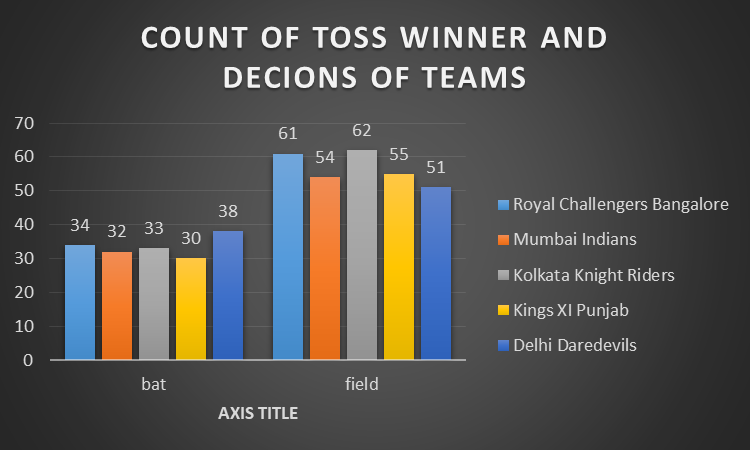 COUNT OF TOSS WINNER AND
DECIONS OF TEAMS
70
60
50
40
30
20
10
0
34
32
33
30
38
61
54
62
55
51
bat
field
AXIS TITLE
Royal Challengers Bangalore
Mumbai Indians
Kolkata Knight Riders
Kings XI Punjab
Delhi Daredevils